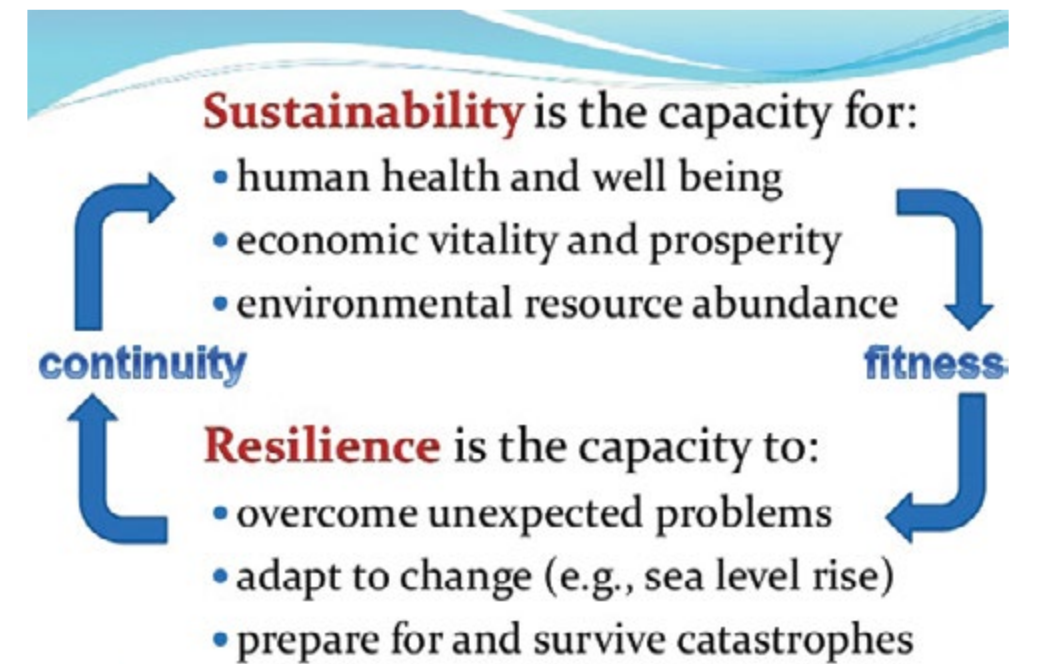 Sustainability is the capacity for:
• human health and well being
• economic vitality and prosperity
• environmental resource abundance
continuity
fitness
Resilience is the capacity to:
• overcome unexpected problems
• adapt to change (e.g., sea level rise)
• prepare for and survive catastrophes